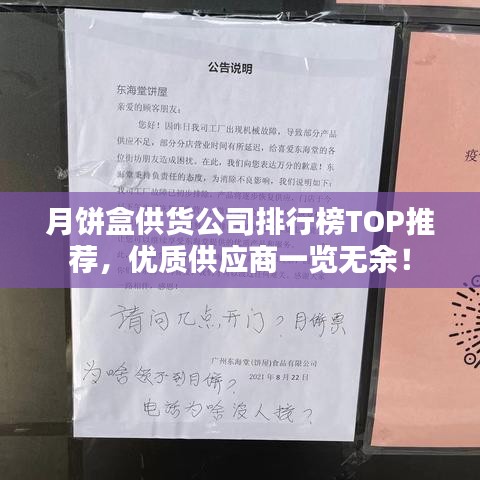 公告说明
东海堂饼屋
亲爱的顾客朋友：
您好！因昨日我司工厂出现机械故障，导致部分产品
供应不足，部分分店营业时间有所延迟，给喜爱东海堂的各
位街坊朋友造成困扰。在此，我们向您表达万分的歉意！东
海堂秉持负责任的态度，为消除不良影响，我们说明如下：
月饼盒供货公司排行榜TOP推
荐，优质供应商一览无余！
请问几点开门？月饼票
广州东海堂(饼屋)食品有限公司
2021年8月22日
为啥领不到月饼？
电话为啥没人接？
疫